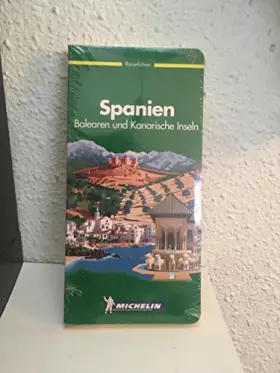 Reiseführer
Spanien
Balearen und Kanarische Inseln
MICHELIN